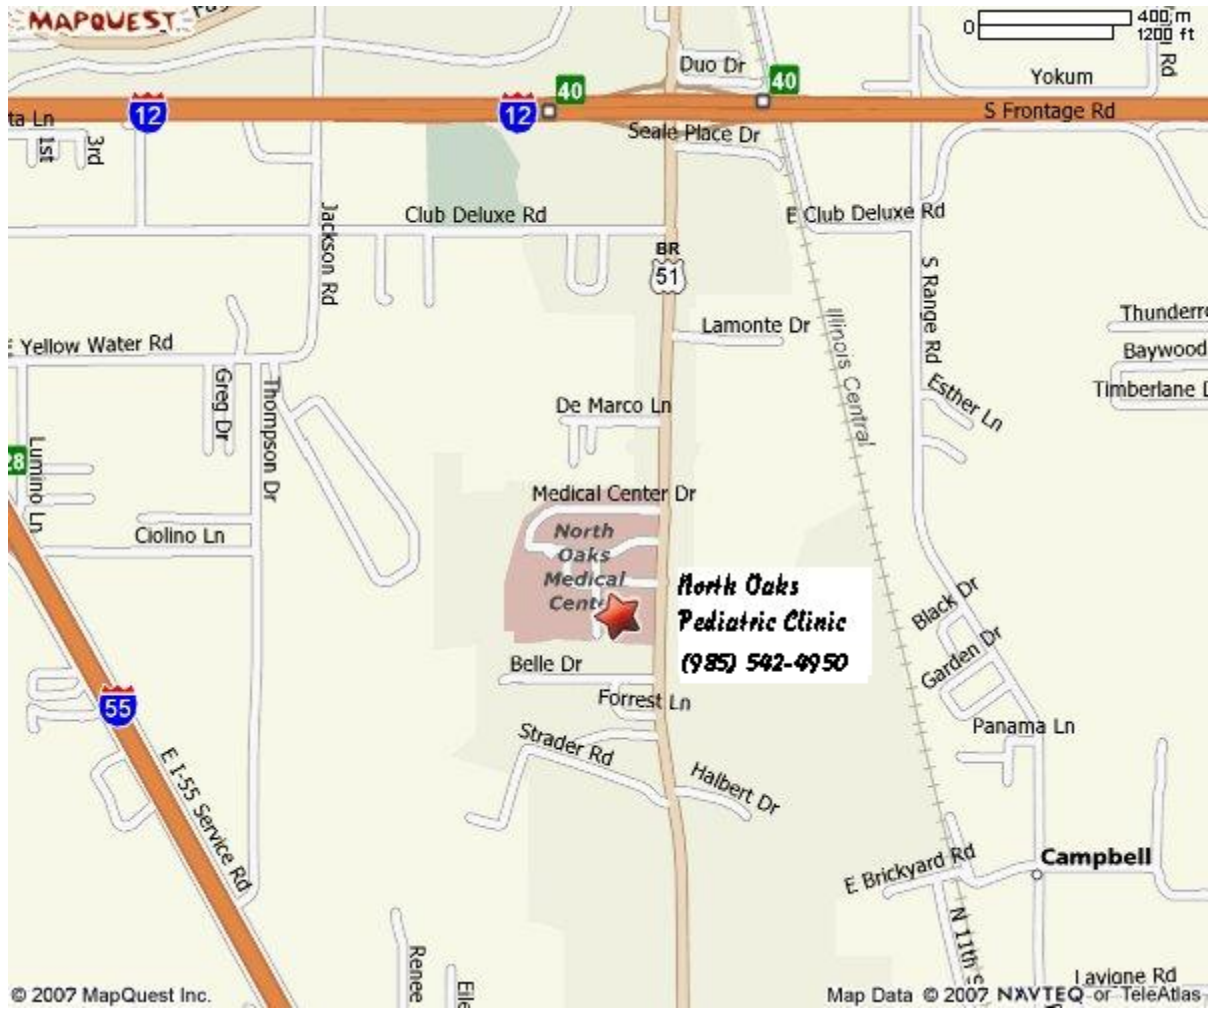 MAPQUEST
400 m
0
1200 ft
Duo Dr
Yokum
40
40
12
12
S Frontage Rd
ta Ln
1st
3rd
Seale Place Dr
Jackson Rd
Club Deluxe Rd
E Club Deluxe Rd
BR
51
S Range Rd
Lamonte Dr
Illinois Central
Yellow Water Rd
Baywood
Timberlane
Greg Dr
Thompson Dr
De Marco Ln
Esther Ln
28
Lumino Ln
Medical Center Dr
Ciolino Ln
North
Oaks
Medical
Cent
North Oaks
Pediatric Clinic
(985) 542-4950
Black Dr
Garden Dr
Belle Dr
Forrest Ln
55
Panama Ln
Strader Rd
Halbert Dr
E I-55 Service Rd
Campbell
E Brickyard Rd
N 11th S
Renee
Eile
Lavigne Rd
© 2007 MapQuest Inc.
Map Data © 2007 NAVTEQ or TeleAtlas